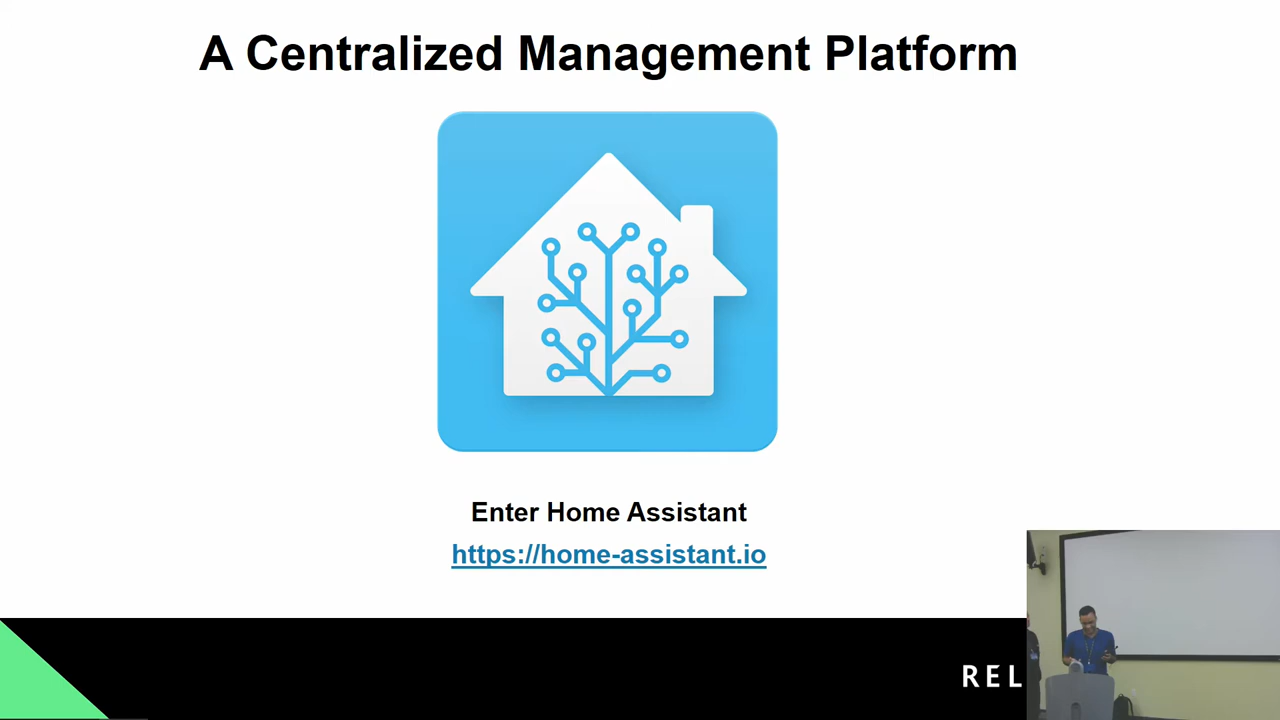 A Centralized Management Platform
Enter Home Assistant
https://home-assistant.io
REL